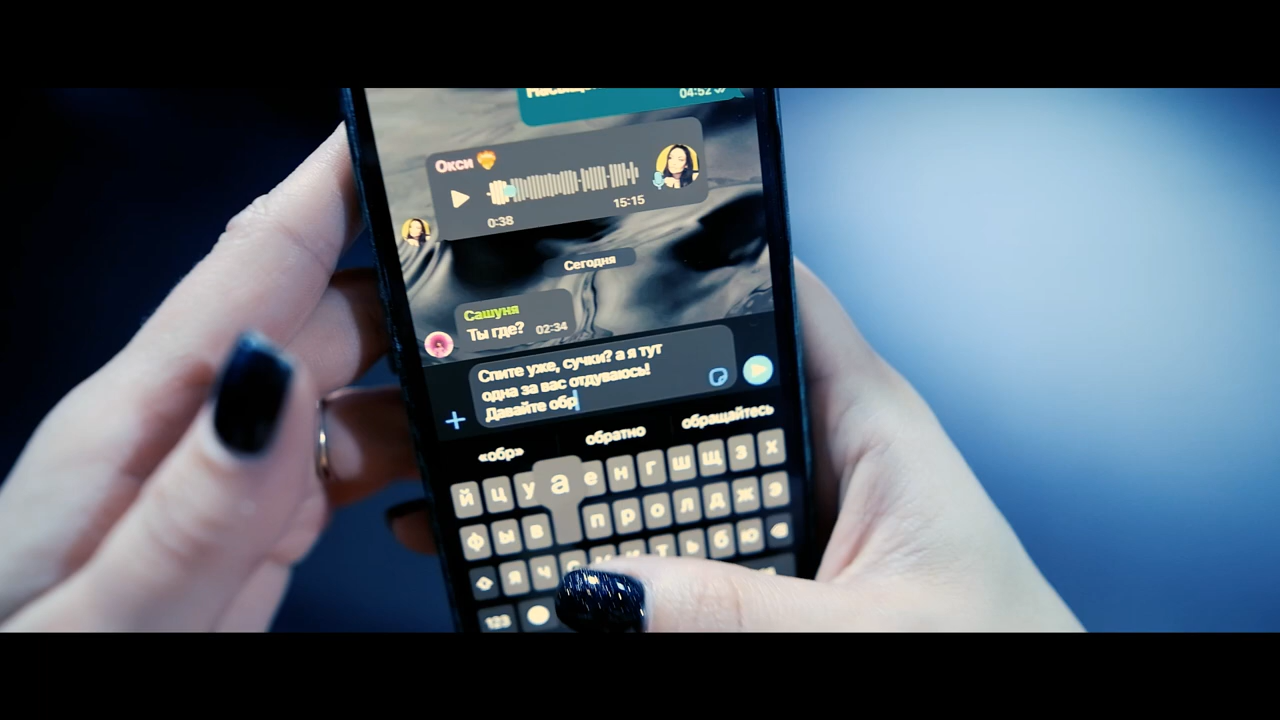 04:52
Окси
0:38
15:15
Сегодня
Сашуня
Ты где? 02:34
Спите уже, сучки? а я тут
одна за вас отдуваюсь!
Давайте обр
«обр» обратно обращайтесь
й ц у а е н г ш щ з х
ф ы в п р о л д ж э
я ч с т ь б ю
123